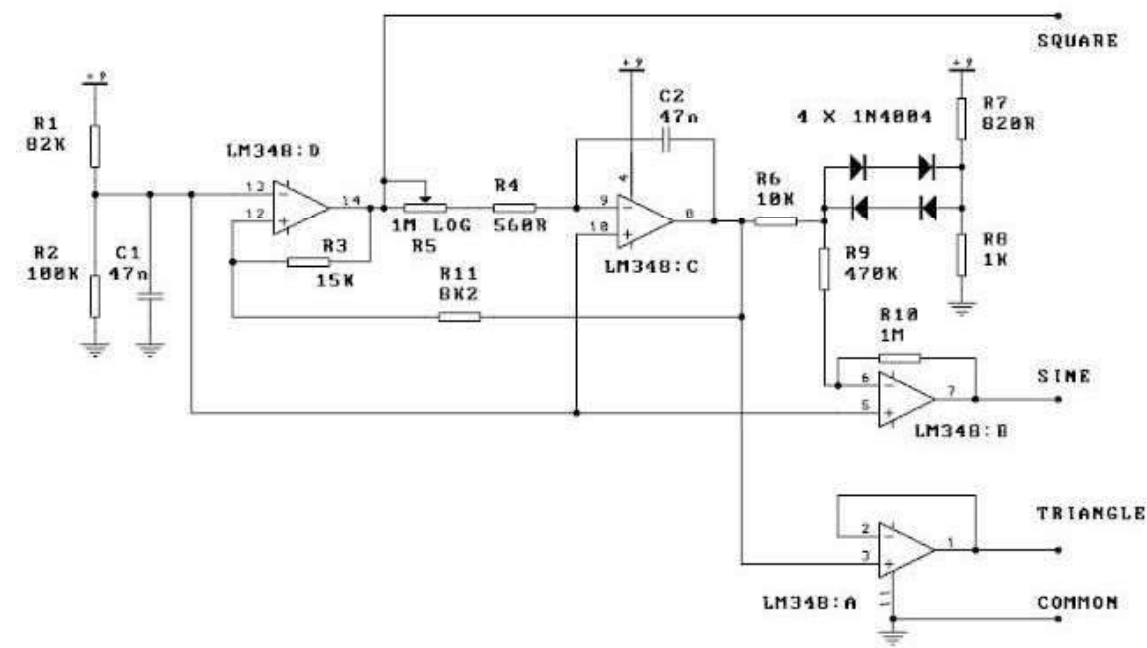 SQUARE
+9
+9
+9
C2
47n
4 X 1N4004
R7
820R
R1
82K
LM348:D
13
12
14
4
R4
560R
1M LOG
R5
9
10
8
R6
10K
R2
100K
C1
47n
R3
15K
R11
8K2
LM348:C
R9
470K
R8
1K
R10
1M
6
5
7
SINE
LM348:B
2
3
1
TRIANGLE
LM348:A
11
COMMON